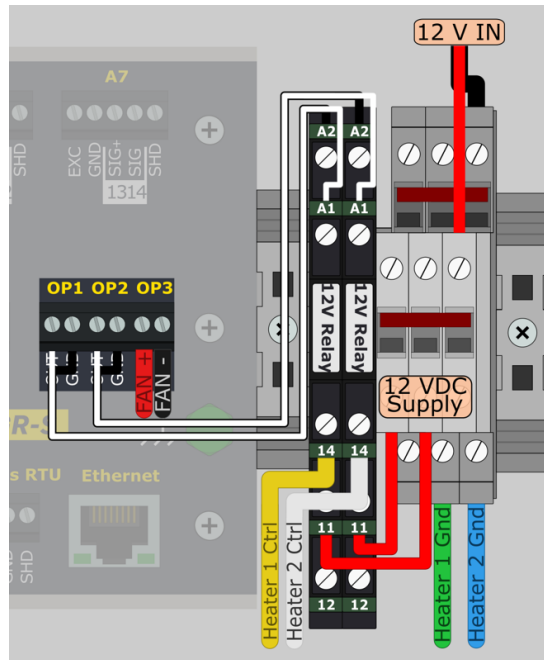 12 V IN
A7
EXC
GND
SIG+
SIG
SHD
1314
SHD
A2
A2
A1
A1
OP1 OP2 OP3
GND
GND
FAN +
FAN -
12V Relay
12V Relay
12 VDC
Supply
R-S
14
14
s RTU
Ethernet
SHD
11
11
12
12
Heater 1 Ctrl
Heater 2 Ctrl
Heater 1 Gnd
Heater 2 Gnd